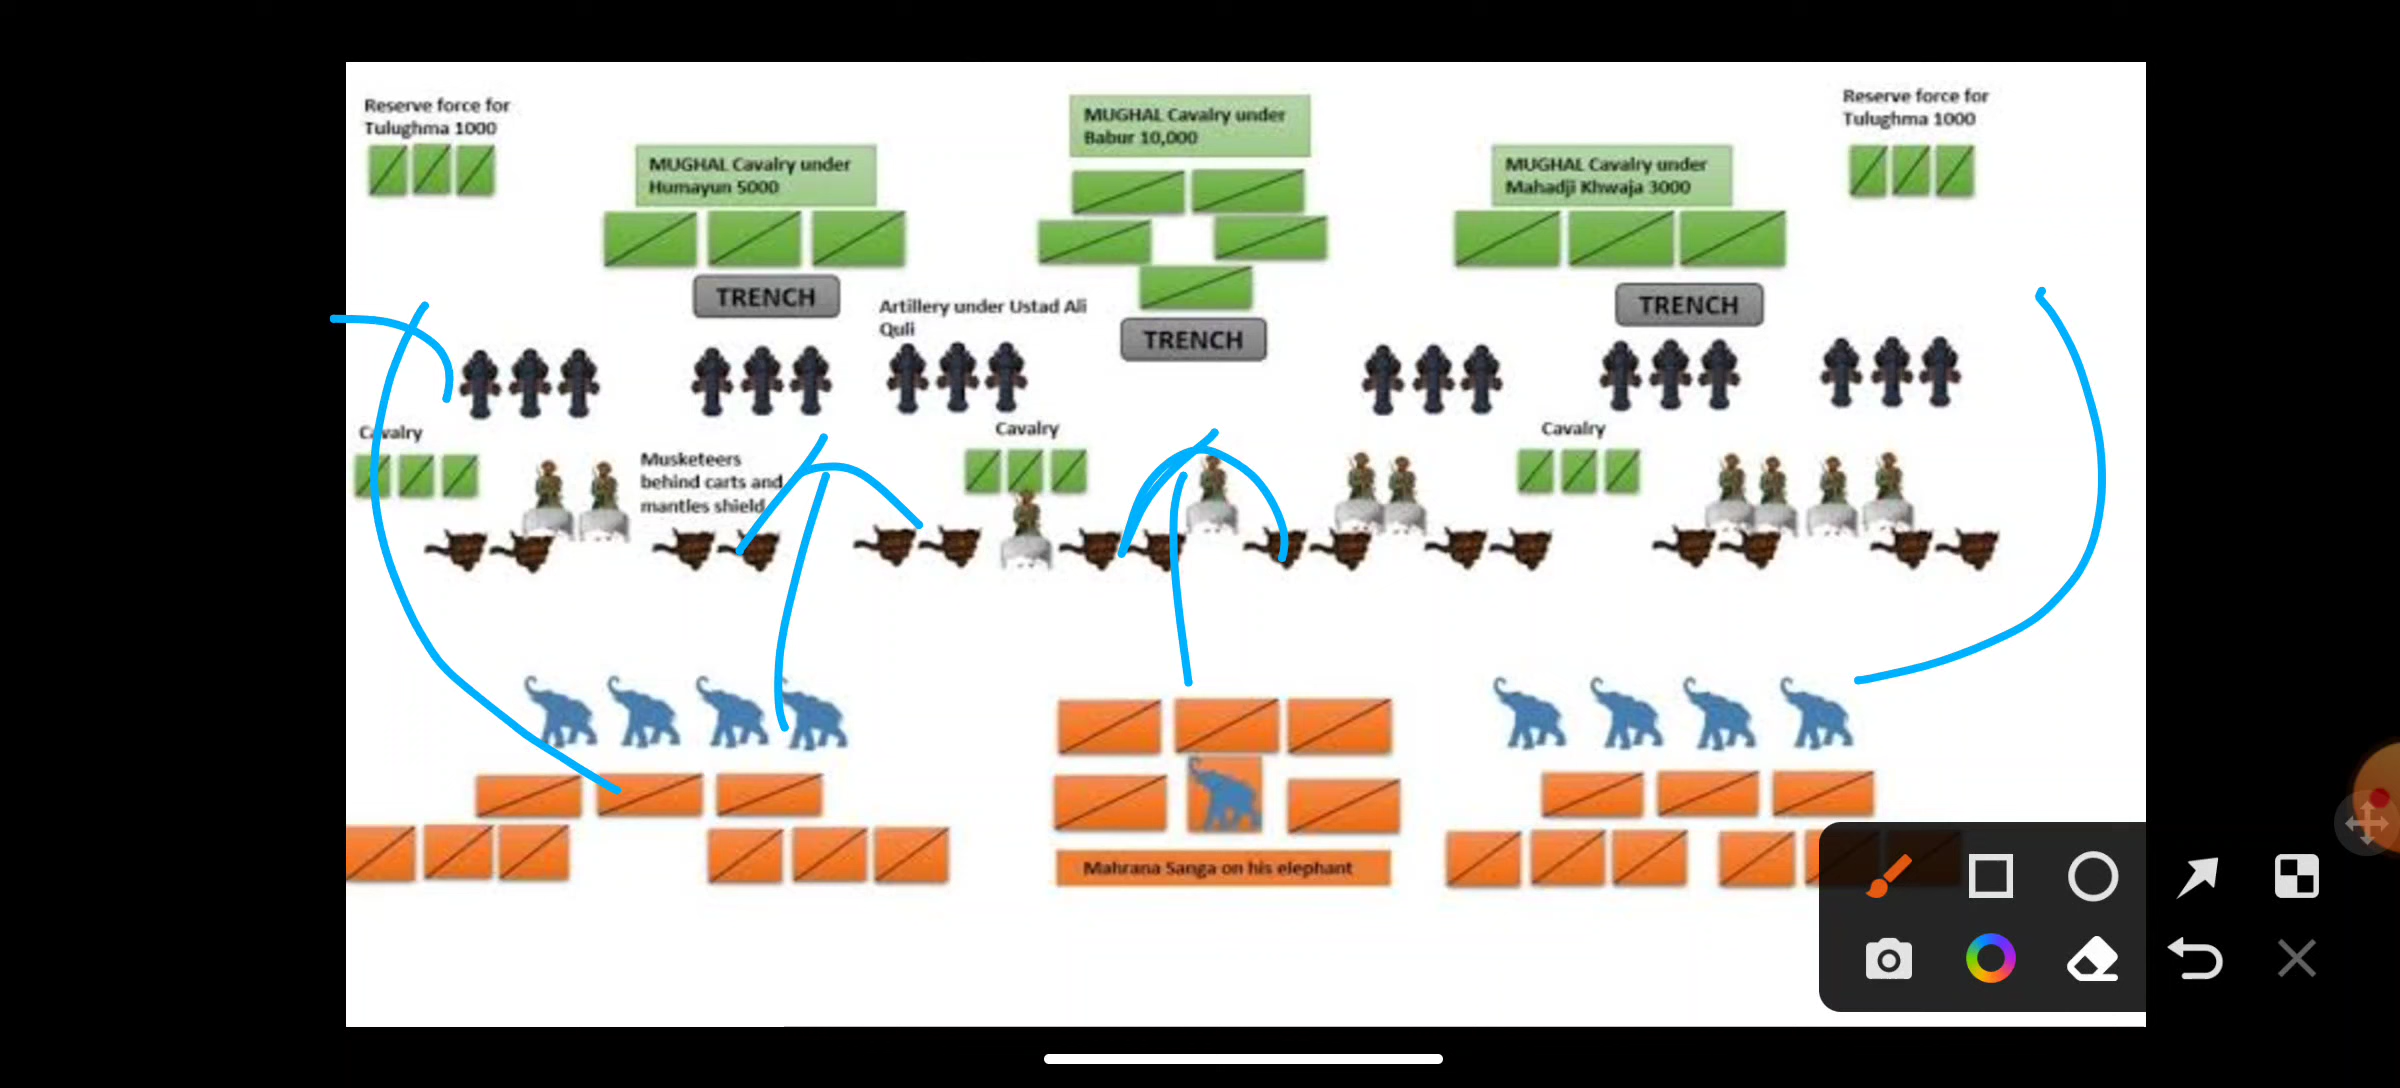 Reserve force for
Tulughma 1000
MUGHAL Cavalry under
Humayun 5000
MUGHAL Cavalry under
Babur 10,000
MUGHAL Cavalry under
Mahadji Khwaja 3000
Reserve force for
Tulughma 1000
TRENCH
Artillery under Ustad Ali
Quli
TRENCH
TRENCH
Cavalry
Musketeers
behind carts and
mantles shield
Cavalry
Cavalry
Mahrana Sanga on his elephant